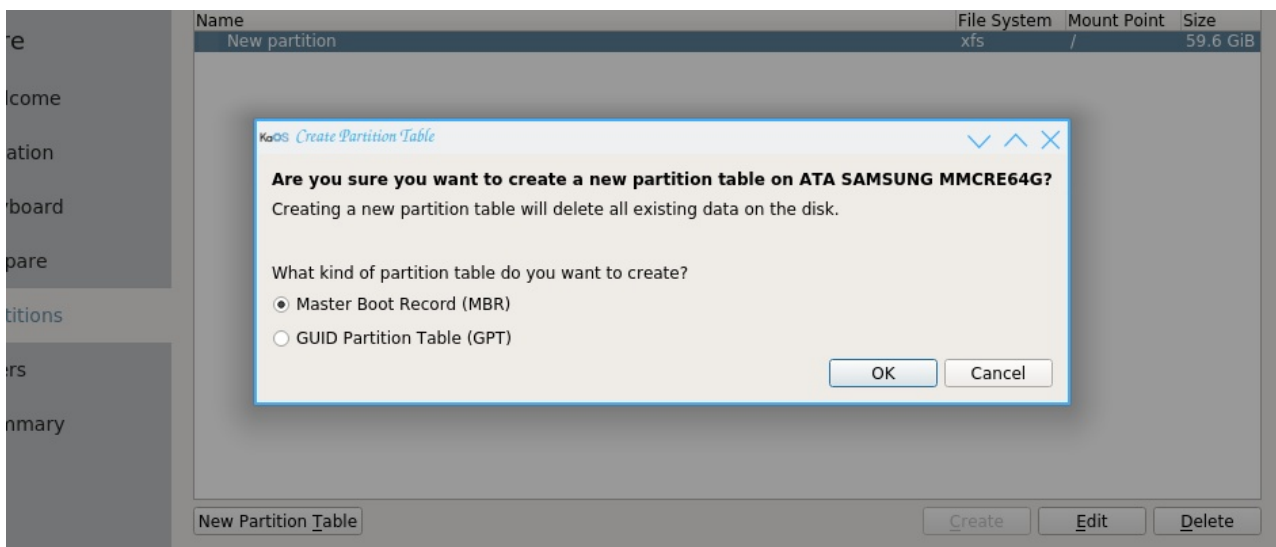 Name File System Mount Point Size
New partition xfs / 59.6 GiB
re
lcome
ation
yboard
pare
titions
ers
mmary
KaOS Create Partition Table
Are you sure you want to create a new partition table on ATA SAMSUNG MMCRE64G?
Creating a new partition table will delete all existing data on the disk.
What kind of partition table do you want to create?
Master Boot Record (MBR)
GUID Partition Table (GPT)
OK Cancel
New Partition Table Create Edit Delete